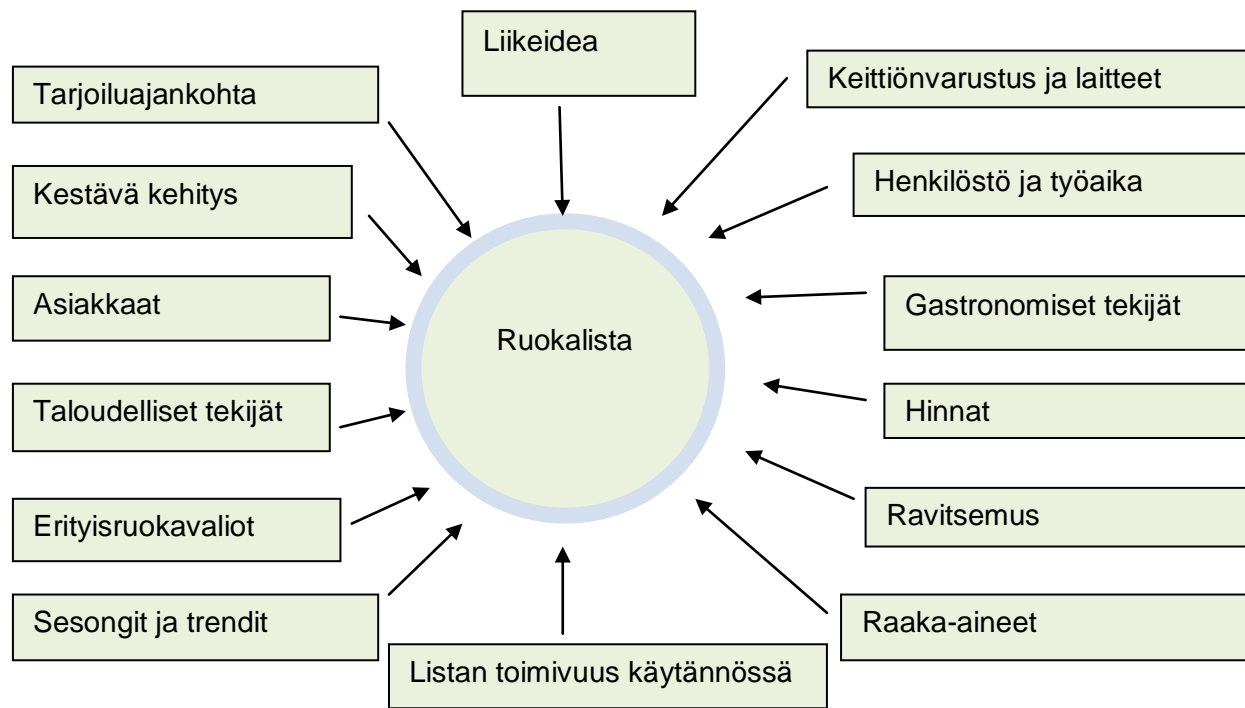 Liikeidea
Tarjoiluajankohta
Keittiönvarustus ja laitteet
Kestävä kehitys
Henkilöstö ja työaika
Asiakkaat
Gastronomiset tekijät
Ruokalista
Taloudelliset tekijät
Hinnat
Erityisruokavaliot
Ravitsemus
Sesongit ja trendit
Raaka-aineet
Listan toimivuus käytännössä